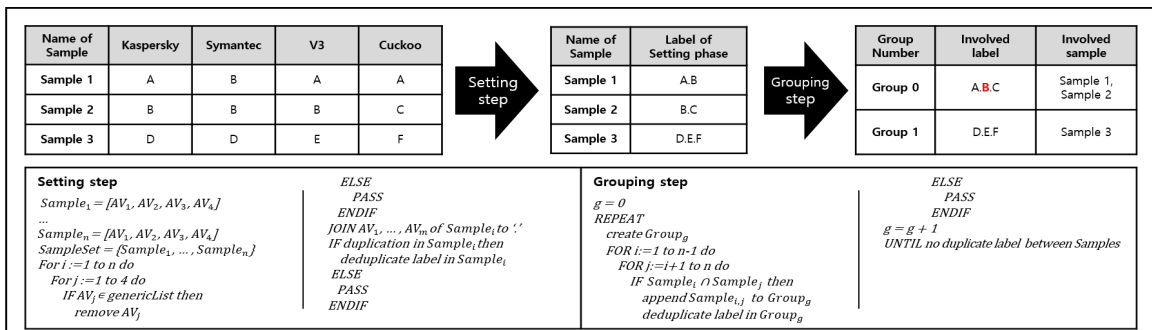 Name of Sample Kaspersky Symantec V3 Cuckoo
Sample 1 A B A A
Sample 2 B B B C
Sample 3 D D E F
Setting step
Name of Sample Label of Setting phase
Sample 1 A.B
Sample 2 B.C
Sample 3 D.E.F
Grouping step
Group Number Involved label Involved sample
Group 0 A.B.C Sample 1, Sample 2
Group 1 D.E.F Sample 3
Setting step
Sample₁ = [AV₁, AV₂, AV₃, AV₄]
...
Sampleₙ = [AV₁, AV₂, AV₃, AV₄]
SampleSet = {Sample₁, ..., Sampleₙ}
For i :=1 to n do
For j :=1 to 4 do
IF AVⱼ ∈ genericList then
remove AVⱼ
ELSE
PASS
ENDIF
JOIN AV₁, ..., AVₘ of Sampleᵢ to '.'
IF duplication in Sampleᵢ then
deduplicate label in Sampleᵢ
ELSE
PASS
ENDIF
Grouping step
g = 0
REPEAT
create Group_g
FOR i:=1 to n-1 do
FOR j:=i+1 to n do
IF Sampleᵢ ∩ Sampleⱼ then
append Sampleᵢ,ⱼ to Group_g
deduplicate label in Group_g
ELSE
PASS
ENDIF
g = g + 1
UNTIL no duplicate label between Samples